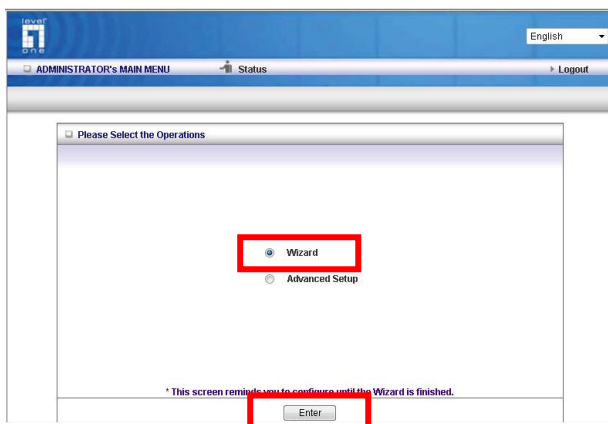 level
one
English
ADMINISTRATOR's MAIN MENU Status Logout
Please Select the Operations
Wizard
Advanced Setup
* This screen reminds you to configure until the Wizard is finished.
Enter